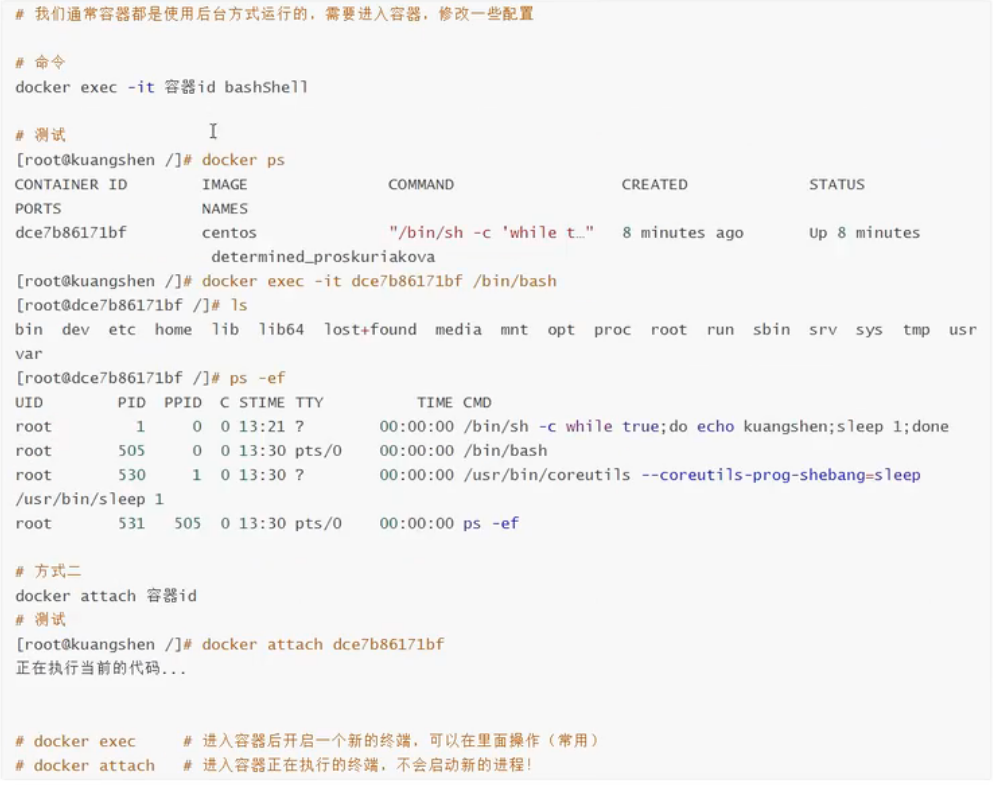 # 我们通常容器都是使用后台方式运行的，需要进入容器，修改一些配置
# 命令
docker exec -it 容器id bashShell
# 测试
[root@kuangshen /]# docker ps
CONTAINER ID IMAGE COMMAND CREATED STATUS
PORTS NAMES
dce7b86171bf centos "/bin/sh -c 'while t…" 8 minutes ago Up 8 minutes
determined_proskuriakova
[root@kuangshen /]# docker exec -it dce7b86171bf /bin/bash
[root@dce7b86171bf /]# ls
bin dev etc home lib lib64 lost+found media mnt opt proc root run sbin srv sys tmp usr
var
[root@dce7b86171bf /]# ps -ef
UID PID PPID C STIME TTY TIME CMD
root 1 0 0 13:21 ? 00:00:00 /bin/sh -c while true;do echo kuangshen;sleep 1;done
root 505 0 0 13:30 pts/0 00:00:00 /bin/bash
root 530 1 0 13:30 ? 00:00:00 /usr/bin/coreutils --coreutils-prog-shebang=sleep
/usr/bin/sleep 1
root 531 505 0 13:30 pts/0 00:00:00 ps -ef
# 方式二
docker attach 容器id
# 测试
[root@kuangshen /]# docker attach dce7b86171bf
正在执行当前的代码...
# docker exec # 进入容器后开启一个新的终端，可以在里面操作（常用）
# docker attach # 进入容器正在执行的终端，不会启动新的进程！